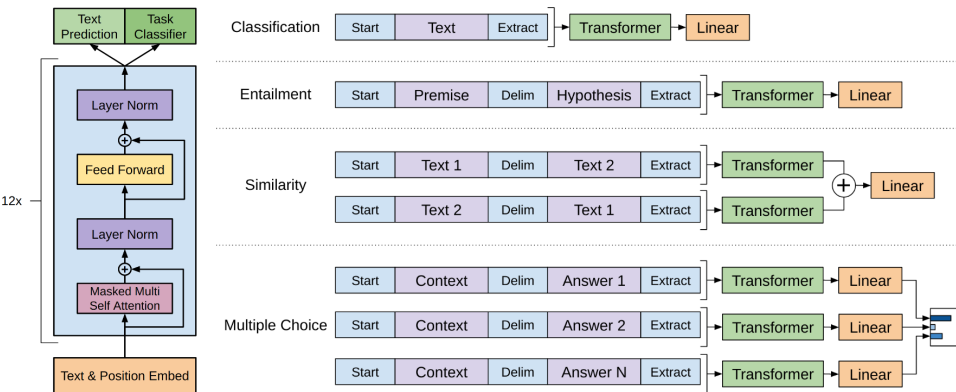 Text
Prediction
Task
Classifier
12x
Layer Norm
+
Feed Forward
Layer Norm
+
Masked Multi
Self Attention
Text & Position Embed
Classification
Start Text Extract Transformer Linear
Entailment
Start Premise Delim Hypothesis Extract Transformer Linear
Similarity
Start Text 1 Delim Text 2 Extract Transformer
+ Linear
Start Text 2 Delim Text 1 Extract Transformer
Multiple Choice
Start Context Delim Answer 1 Extract Transformer Linear
Start Context Delim Answer 2 Extract Transformer Linear
Start Context Delim Answer N Extract Transformer Linear